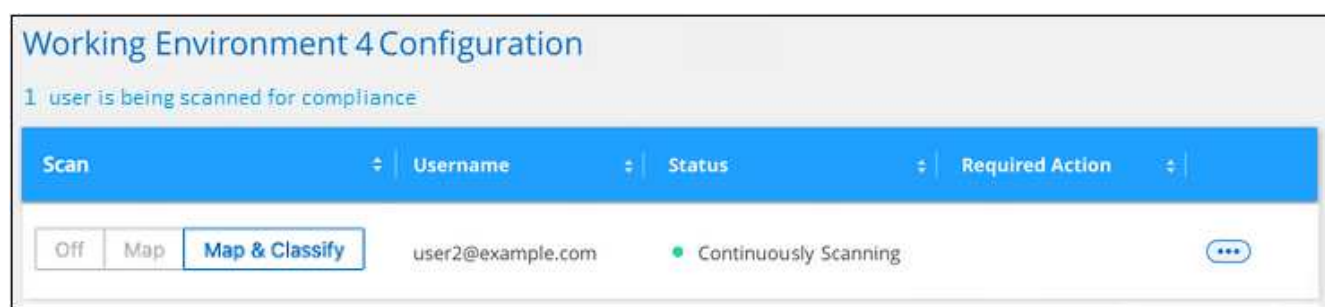 Working Environment 4 Configuration
1 user is being scanned for compliance
Scan Username Status Required Action
Off Map Map & Classify user2@example.com Continuously Scanning